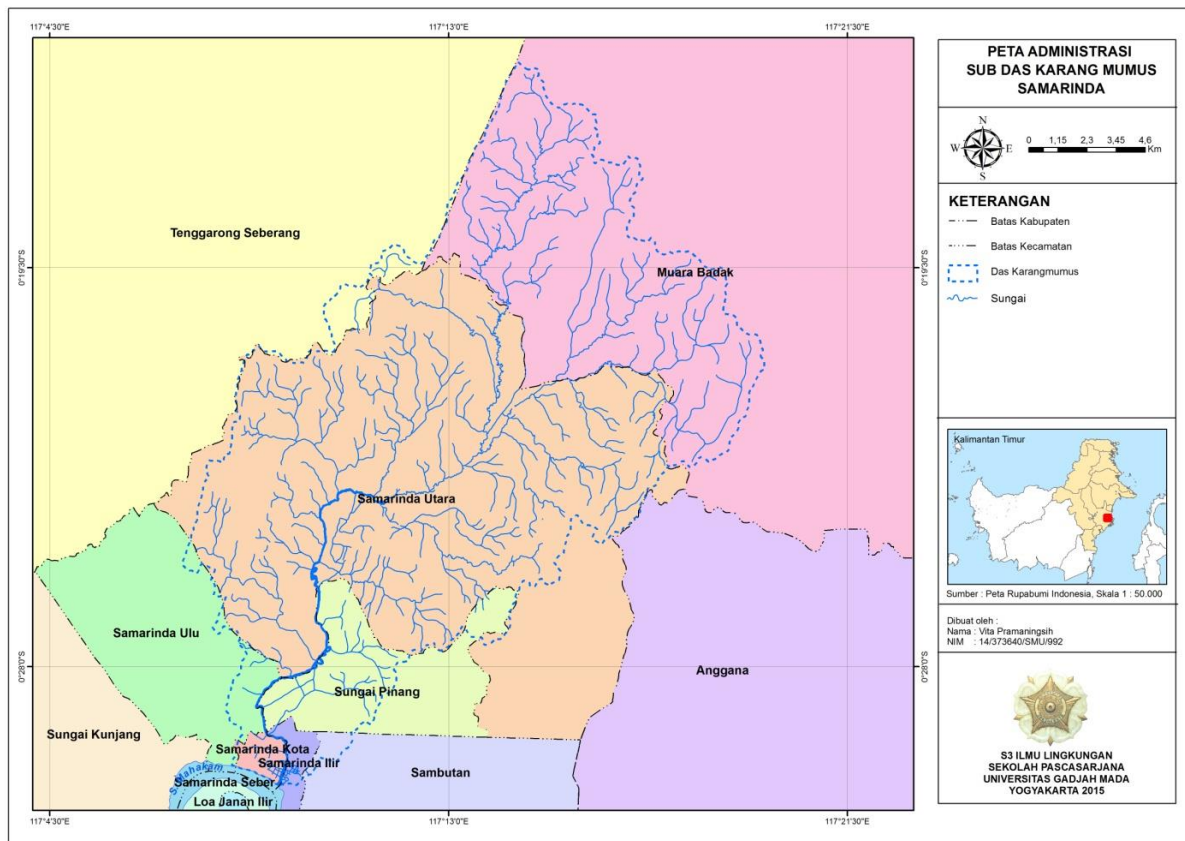 117°4'30"E
117°13'0"E
117°21'30"E
0°19'30"S
0°28'0"S
Tenggarong Seberang
Muara Badak
Samarinda Utara
Samarinda Ulu
Sungai Pinang
Anggana
Sungai Kunjang
Samarinda Kota
Samarinda Ilir
Sambutan
Mahakam
Samarinda Seber
Loa Janan Ilir
117°4'30"E
117°13'0"E
117°21'30"E
0°19'30"S
0°28'0"S
PETA ADMINISTRASI
SUB DAS KARANG MUMUS
SAMARINDA
N
W E
S
0 1,15 2,3 3,45 4,6
Km
KETERANGAN
Batas Kabupaten
Batas Kecamatan
Das Karangmumus
Sungai
Kalimantan Timur
Sumber : Peta Rupabumi Indonesia, Skala 1 : 50.000
Dibuat oleh :
Nama : Vita Pramaningsih
NIM : 14/373640/SMU/992
S3 ILMU LINGKUNGAN
SEKOLAH PASCASARJANA
UNIVERSITAS GADJAH MADA
YOGYAKARTA 2015